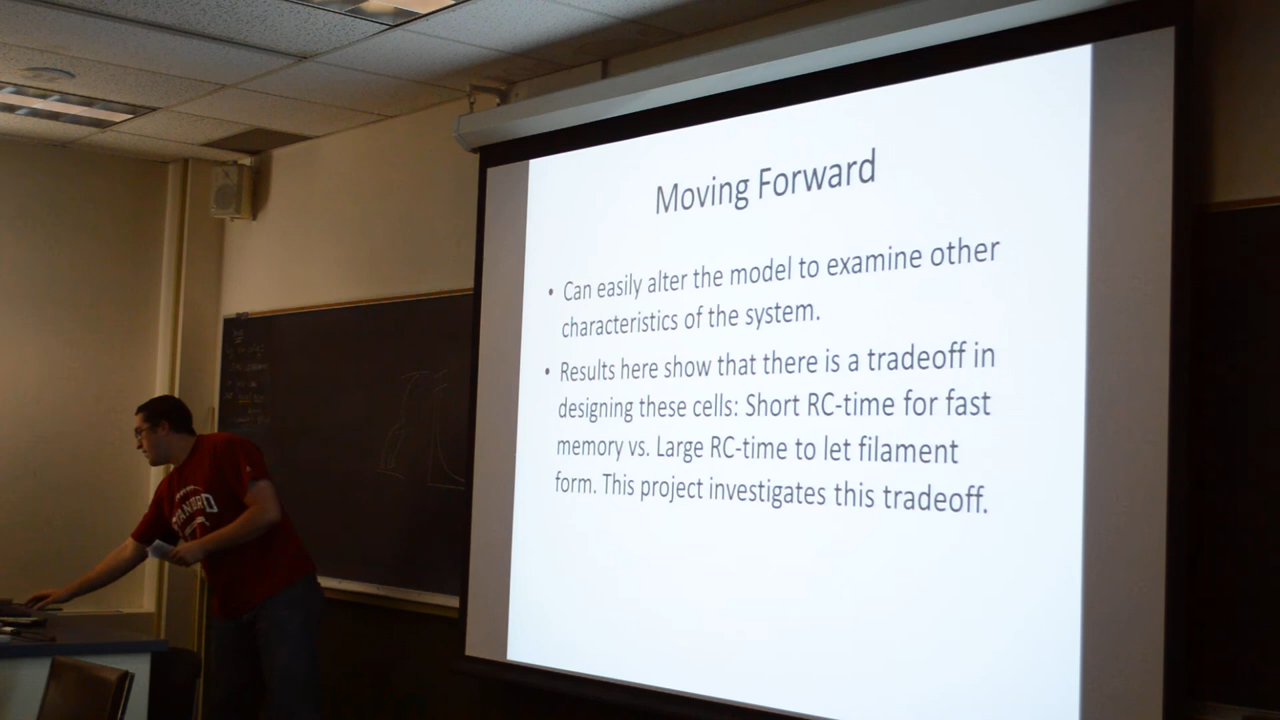 Moving Forward
• Can easily alter the model to examine other
characteristics of the system.
• Results here show that there is a tradeoff in
designing these cells: Short RC-time for fast
memory vs. Large RC-time to let filament
form. This project investigates this tradeoff.